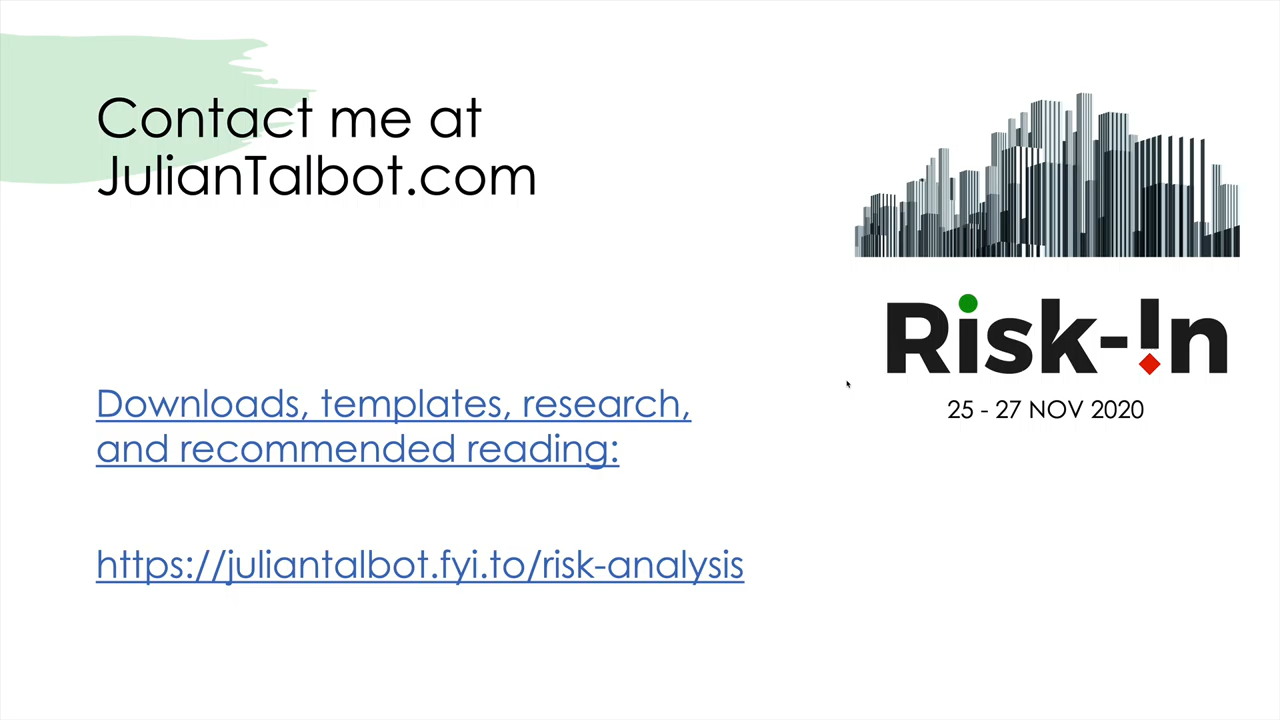 Contact me at
JulianTalbot.com
Risk-!n
25 - 27 NOV 2020
Downloads, templates, research,
and recommended reading:
https://juliantalbot.fyi.to/risk-analysis